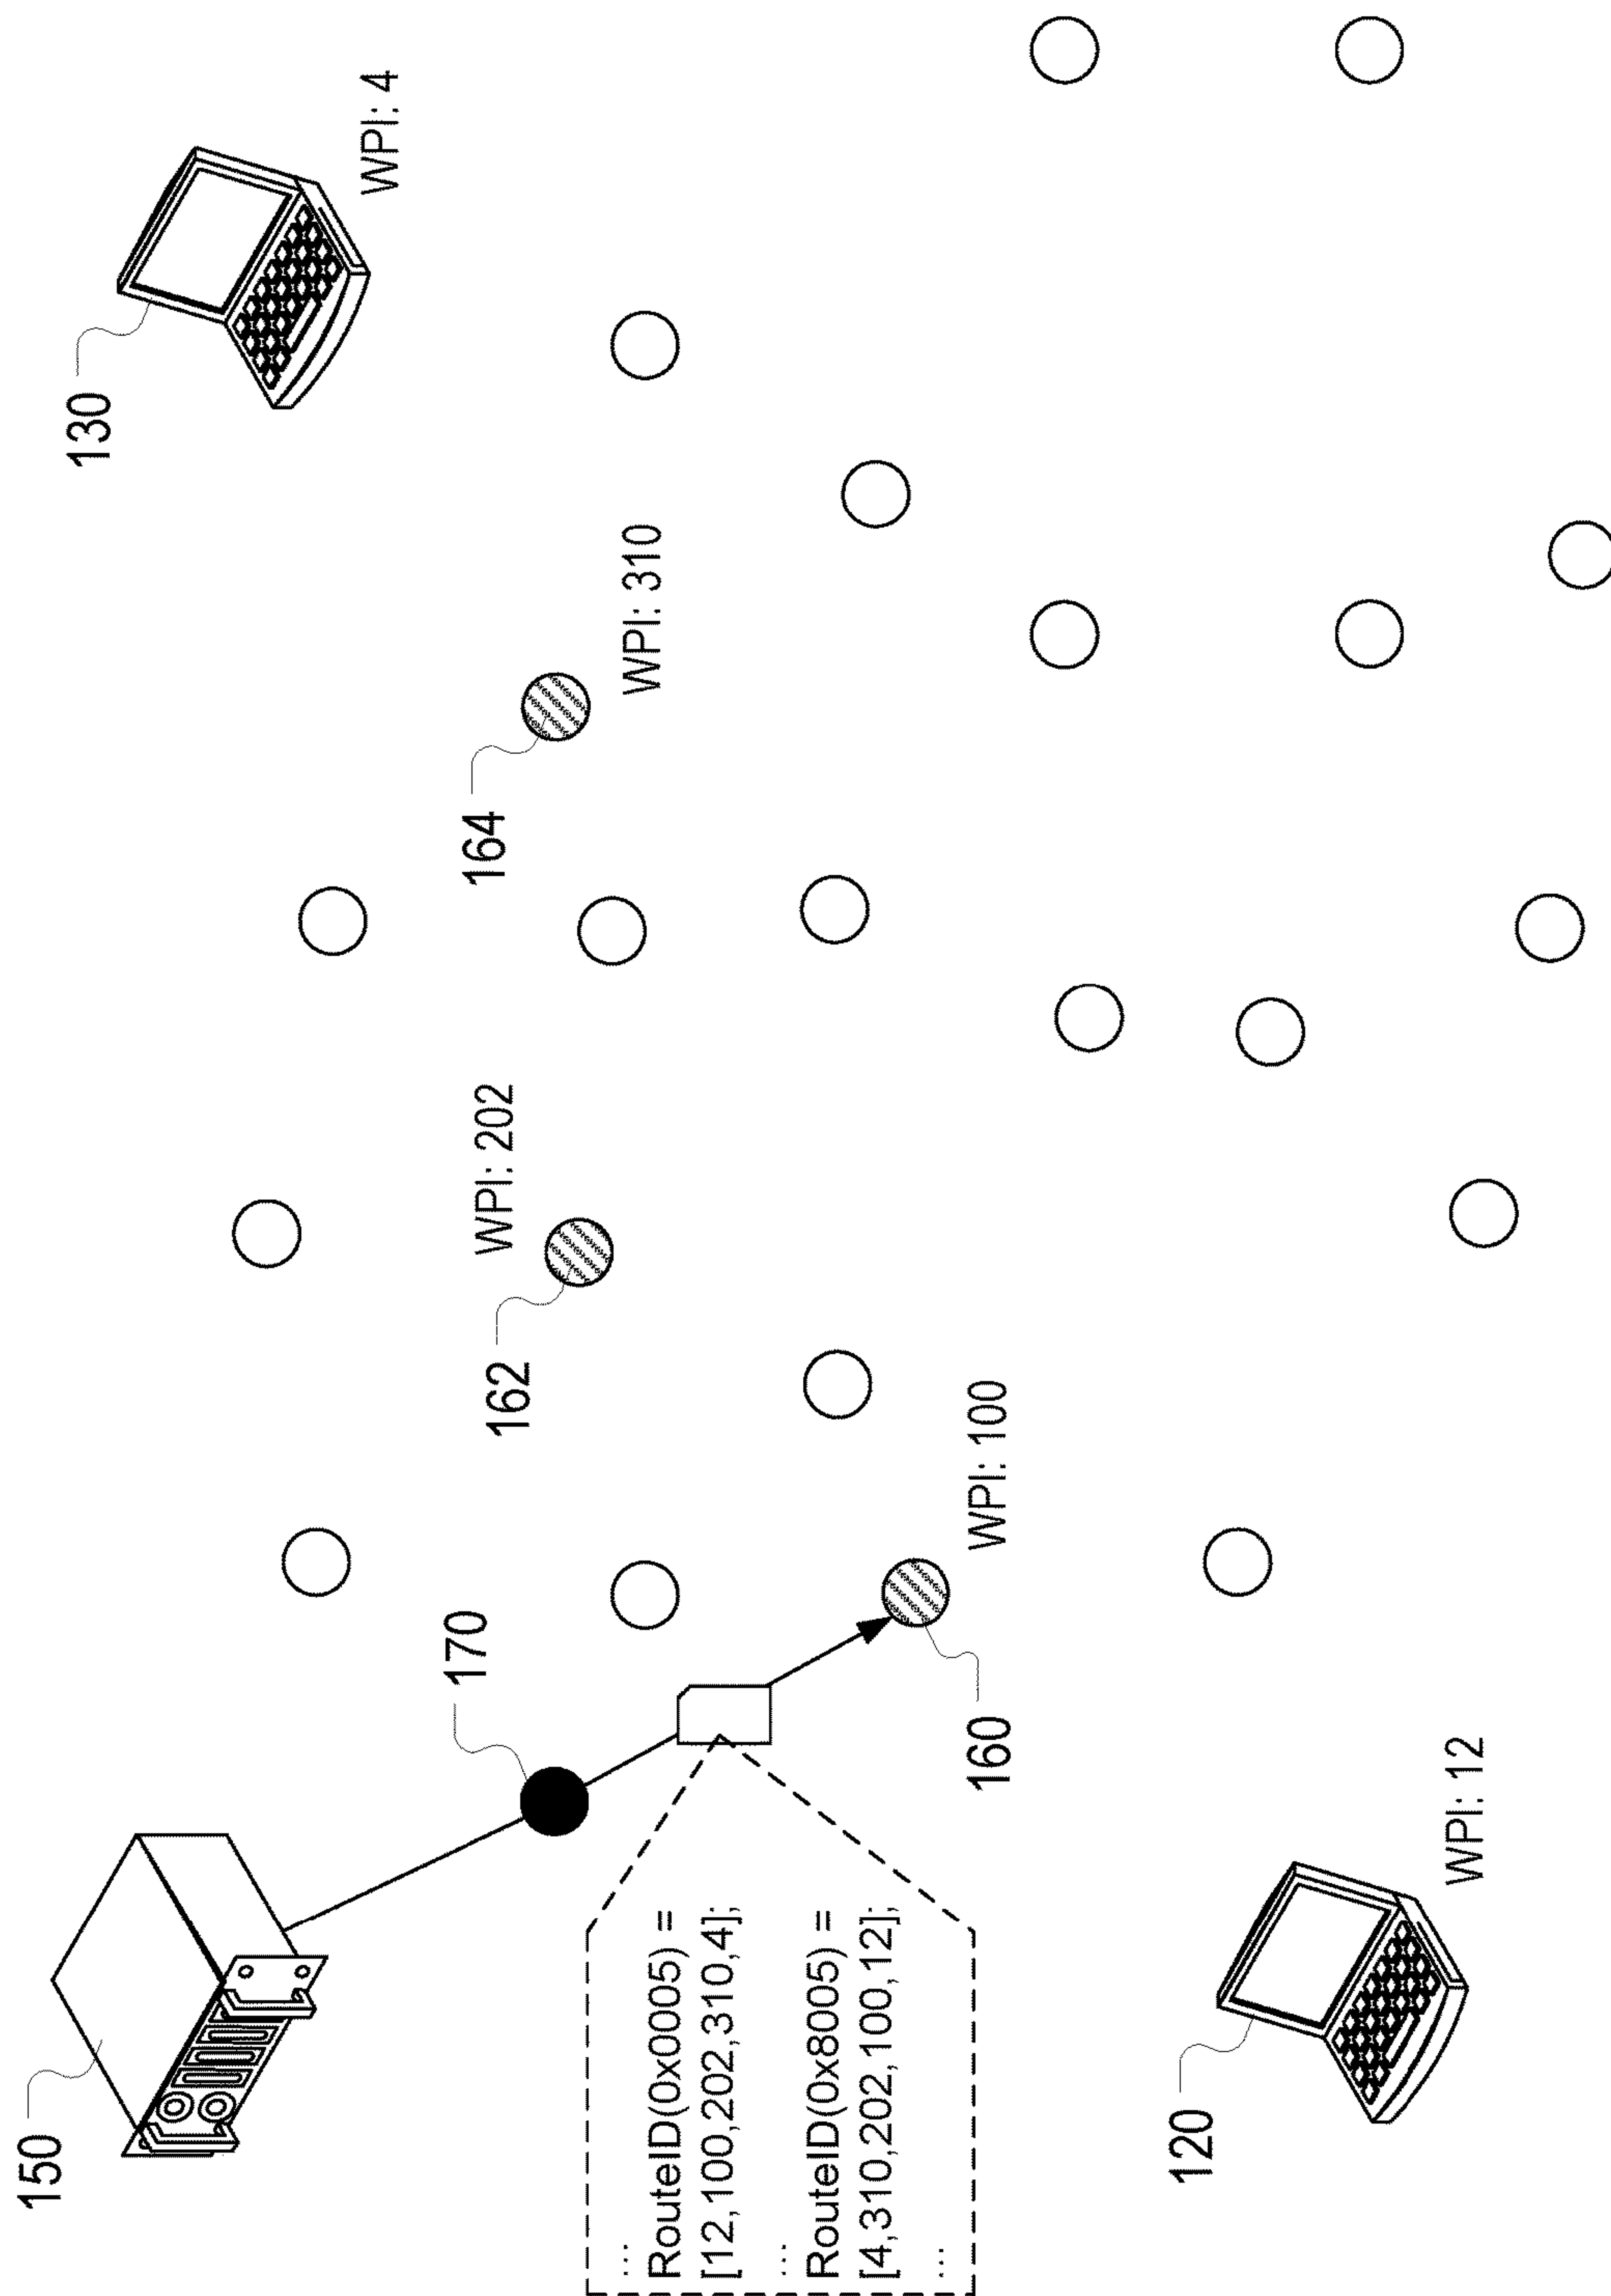 150
130
170
WPI: 4
162
WPI: 202
164
WPI: 310
...
RouteID(0x0005) =
[12,100,202,310,4];
...
RouteID(0x8005) =
[4,310,202,100,12];
...
160
WPI: 100
120
WPI: 12